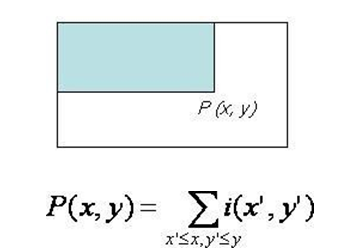 P (x, y)
P(x, y) = ∑ i(x', y')
x'≤x, y'≤y